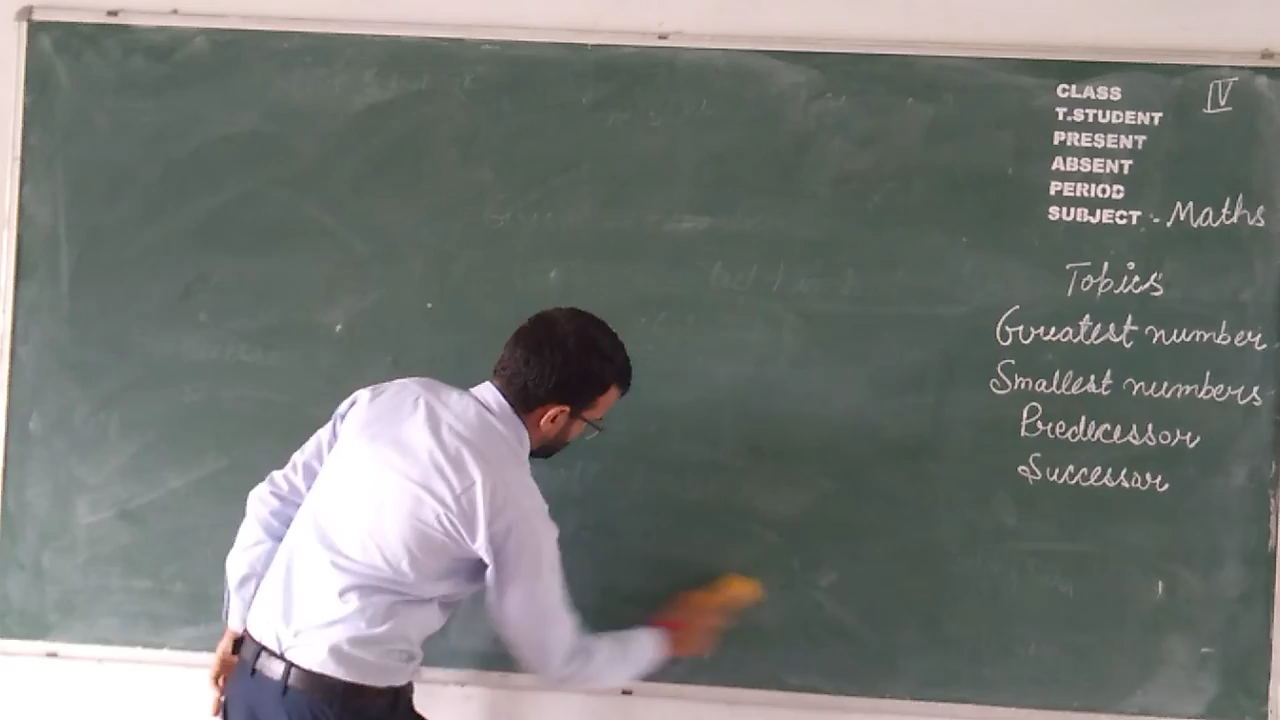 CLASS IV
T.STUDENT
PRESENT
ABSENT
PERIOD
SUBJECT - Maths
Topics
Greatest number
Smallest numbers
Predecessor
Successor